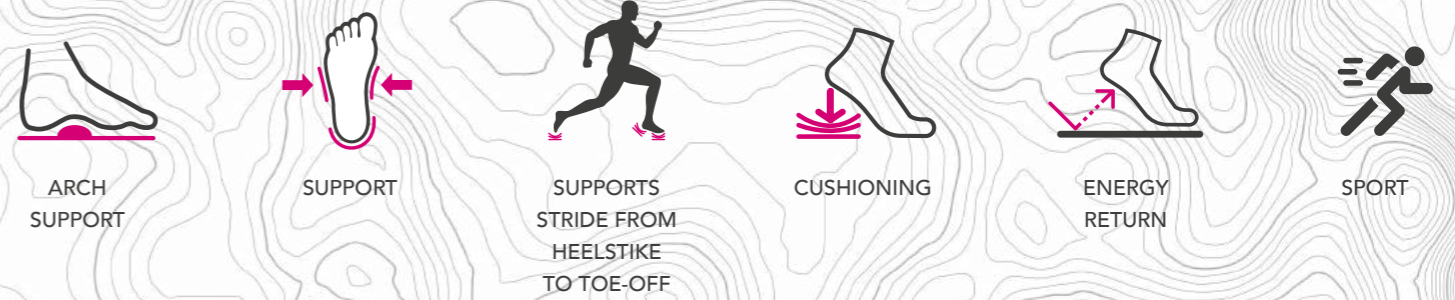 ARCH
SUPPORT
SUPPORT
SUPPORTS
STRIDE FROM
HEELSTIKE
TO TOE-OFF
CUSHIONING
ENERGY
RETURN
SPORT